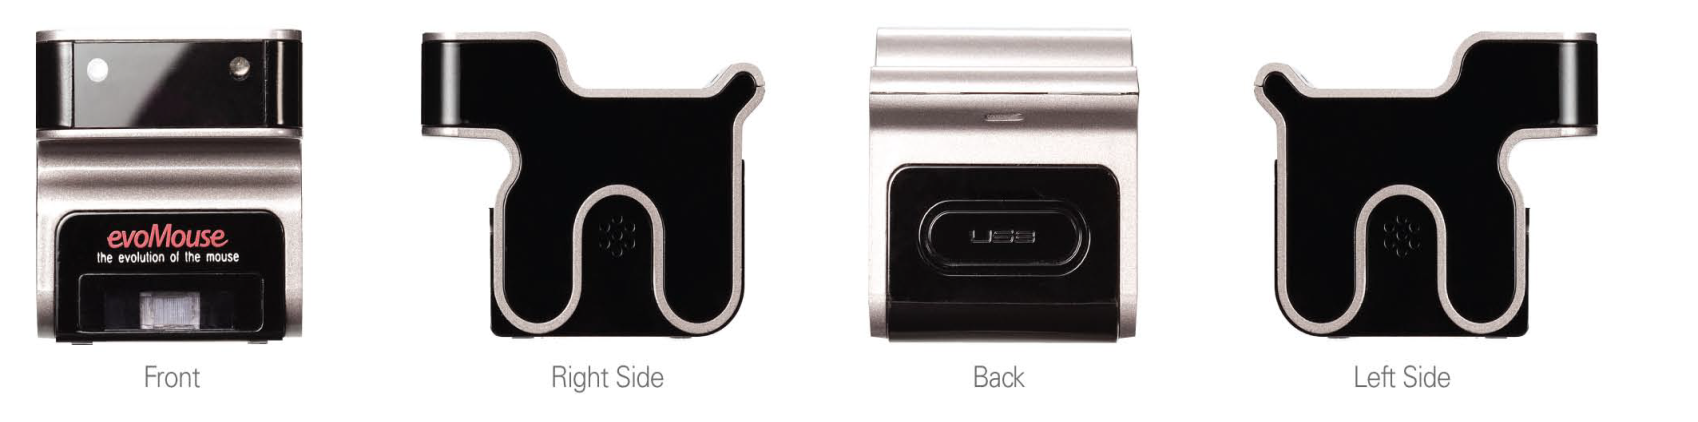 evoMouse
the evolution of the mouse
USB
Front
Right Side
Back
Left Side